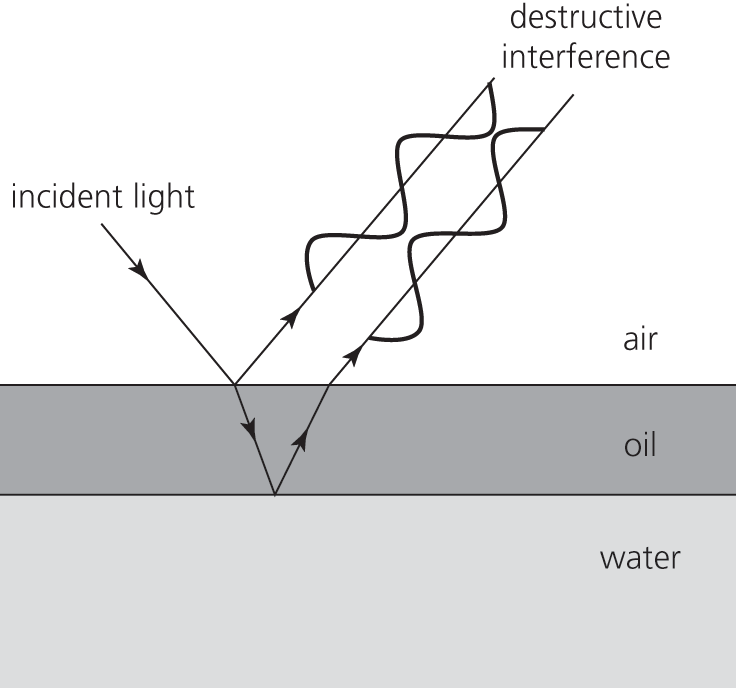 destructive
interference
incident light
air
oil
water